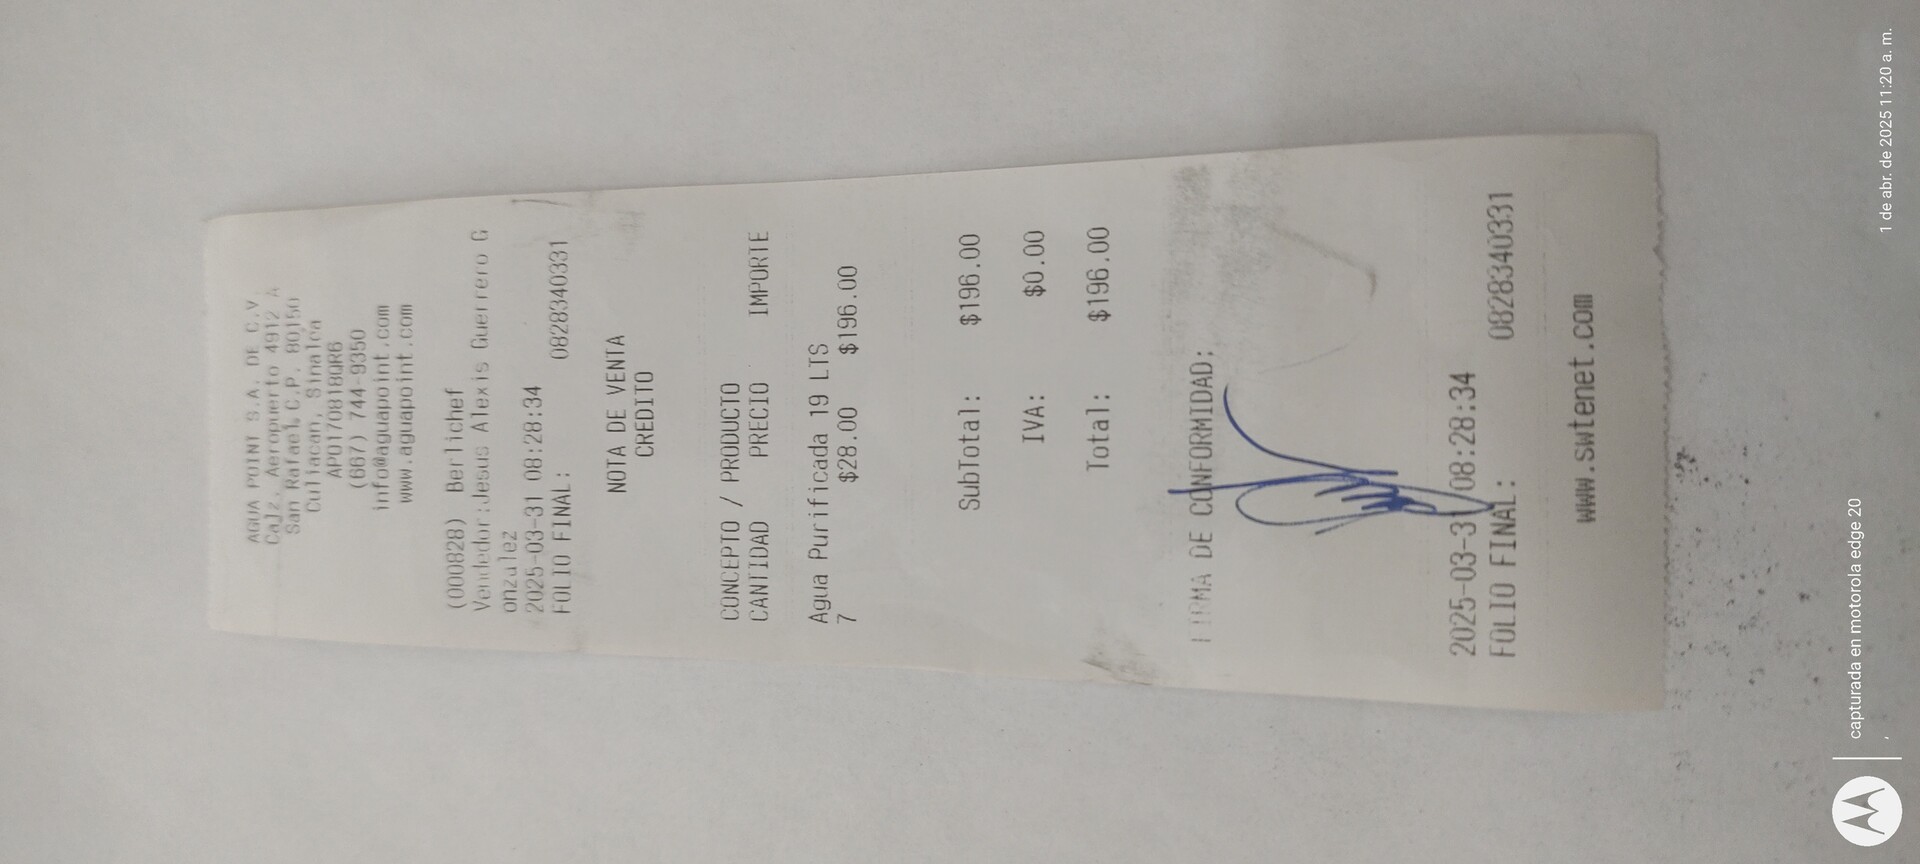 AGUA POINT S.A. DE C.V.
Calz. Aeropuerto 4912 A
San Rafael, C.P. 80150
Culiacan, Sinaloa
APO170818QR6
(667) 744-9350
info@aguapoint.com
www.aguapoint.com
(000828) Berlichef
Vendedor:Jesus Alexis Guerrero G
onzalez
2025-03-31 08:28:34
FOLIO FINAL: 0828340331
NOTA DE VENTA
CREDITO
CONCEPTO / PRODUCTO
CANTIDAD PRECIO IMPORTE
Agua Purificada 19 LTS
7 $28.00 $196.00
SubTotal: $196.00
IVA: $0.00
Total: $196.00
FIRMA DE CONFORMIDAD:
2025-03-31 08:28:34
FOLIO FINAL: 0828340331
www.swtenet.com
capturada en motorola edge 20
,
1 de abr. de 2025 11:20 a. m.